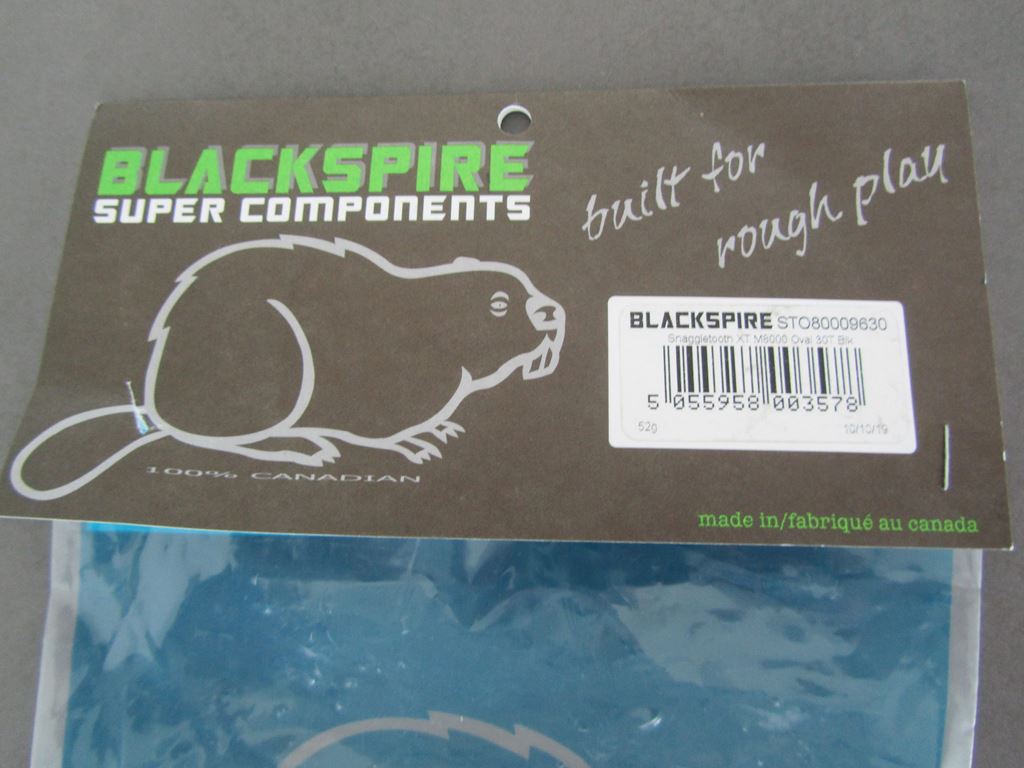 BLACKSPIRE
SUPER COMPONENTS
built for
rough play
BLACKSPIRE STO80009630
Snaggletooth XT M8000 Oval 30T Blk
5 055958 003578
52g 10/10/19
100% CANADIAN
made in/fabriqué au canada